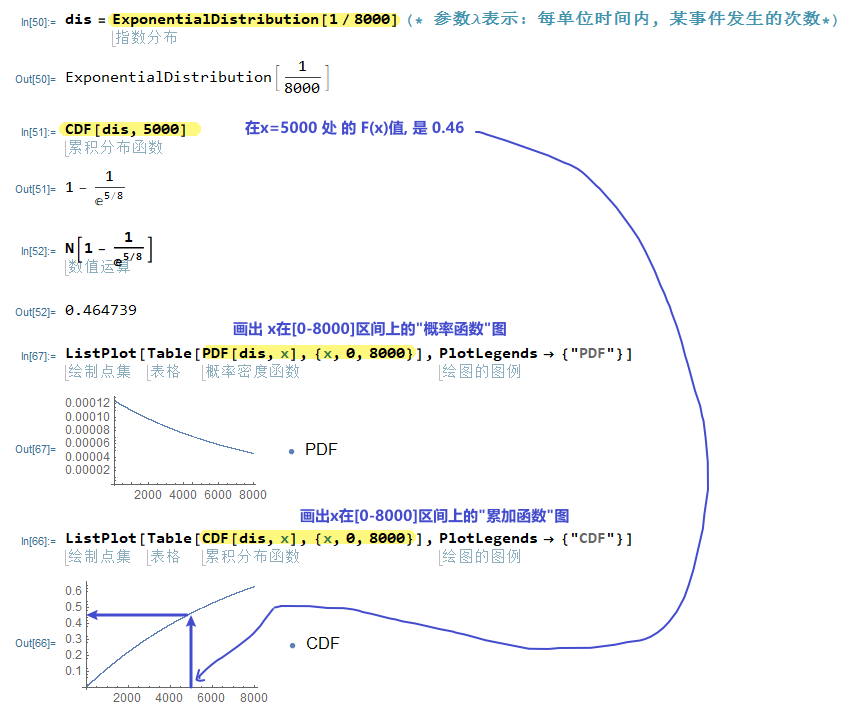 In[50]:= dis = ExponentialDistribution[1 / 8000] (* 参数λ表示: 每单位时间内, 某事件发生的次数*)
指数分布
Out[50]= ExponentialDistribution[1/8000]
In[51]:= CDF[dis, 5000] 在x=5000 处 的 F(x)值, 是 0.46
累积分布函数
Out[51]= 1 - 1/ⅇ^5/8
In[52]:= N[1 - 1/ⅇ^5/8]
数值运算
Out[52]= 0.464739
画出 x在[0-8000]区间上的"概率函数"图
In[67]:= ListPlot[Table[PDF[dis, x], {x, 0, 8000}], PlotLegends → {"PDF"}]
绘制点集 表格 概率密度函数 绘图的图例
0.00012
0.00010
0.00008
0.00006
0.00004
0.00002
Out[67]=
PDF
2000 4000 6000 8000
画出x在[0-8000]区间上的"累加函数"图
In[66]:= ListPlot[Table[CDF[dis, x], {x, 0, 8000}], PlotLegends → {"CDF"}]
绘制点集 表格 累积分布函数 绘图的图例
0.6
0.5
0.4
0.3
0.2
0.1
Out[66]=
CDF
2000 4000 6000 8000